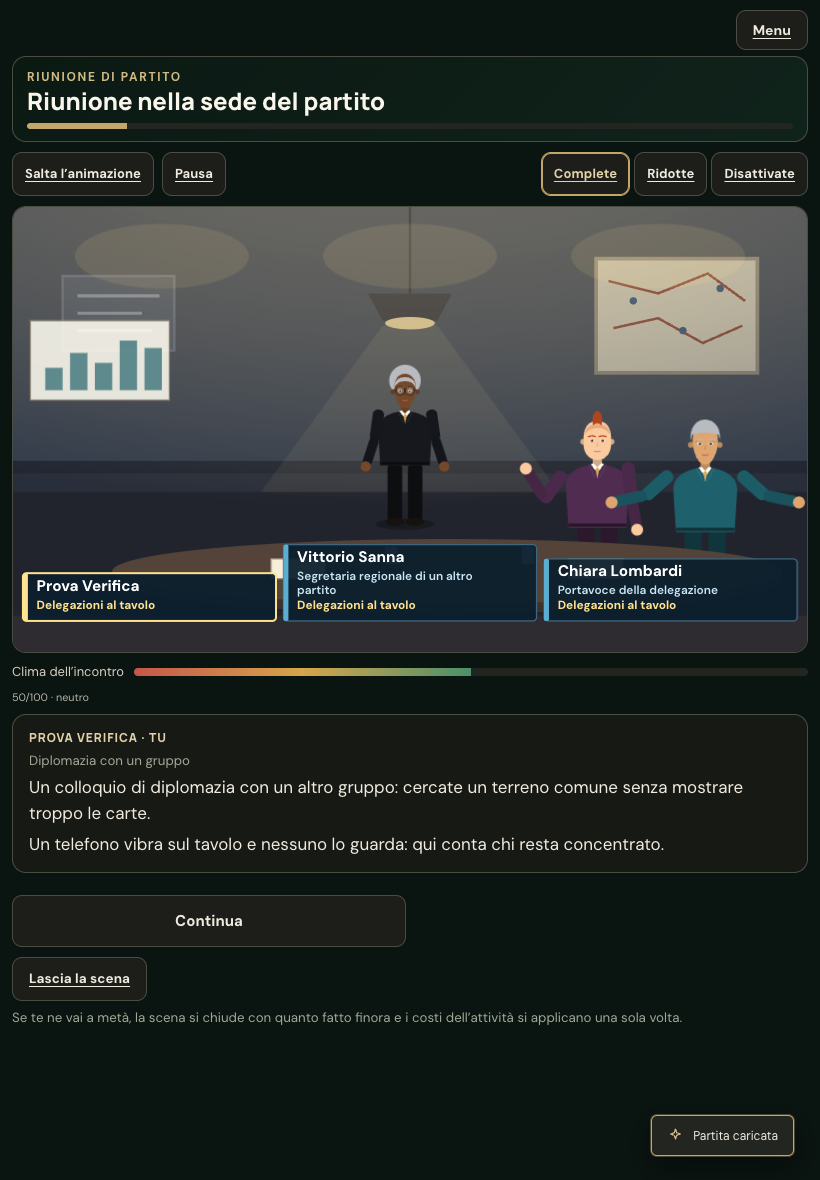 Menu
RIUNIONE DI PARTITO
Riunione nella sede del partito
Salta l’animazione
Pausa
Complete
Ridotte
Disattivate
Prova Verifica
Delegazioni al tavolo
Vittorio Sanna
Segretaria regionale di un altro
partito
Delegazioni al tavolo
Chiara Lombardi
Portavoce della delegazione
Delegazioni al tavolo
Clima dell’incontro
50/100 · neutro
PROVA VERIFICA · TU
Diplomazia con un gruppo
Un colloquio di diplomazia con un altro gruppo: cercate un terreno comune senza mostrare
troppo le carte.
Un telefono vibra sul tavolo e nessuno lo guarda: qui conta chi resta concentrato.
Continua
Lascia la scena
Se te ne vai a metà, la scena si chiude con quanto fatto finora e i costi dell’attività si applicano una sola volta.
Partita caricata